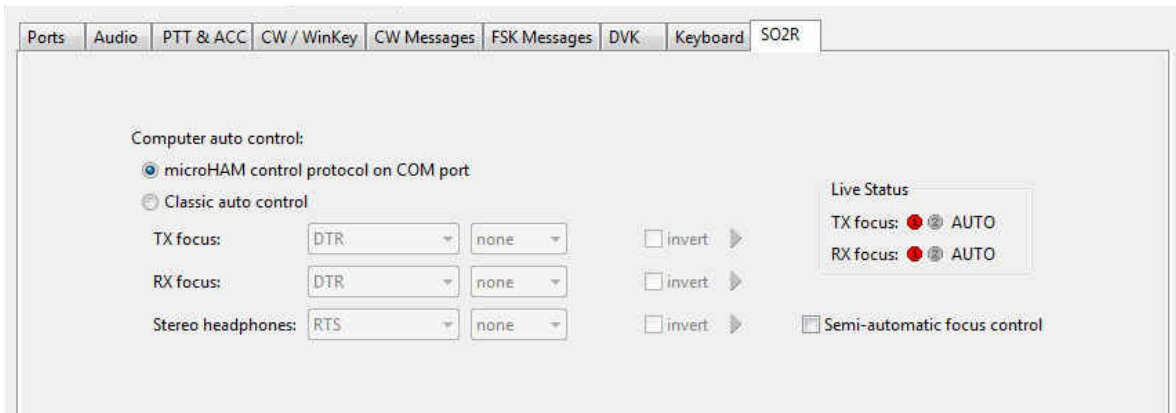 Ports Audio PTT & ACC CW / WinKey CW Messages FSK Messages DVK Keyboard SO2R
Computer auto control:
microHAM control protocol on COM port
Classic auto control
TX focus: DTR none invert
RX focus: DTR none invert
Stereo headphones: RTS none invert
Live Status
TX focus: 1 2 AUTO
RX focus: 1 2 AUTO
Semi-automatic focus control